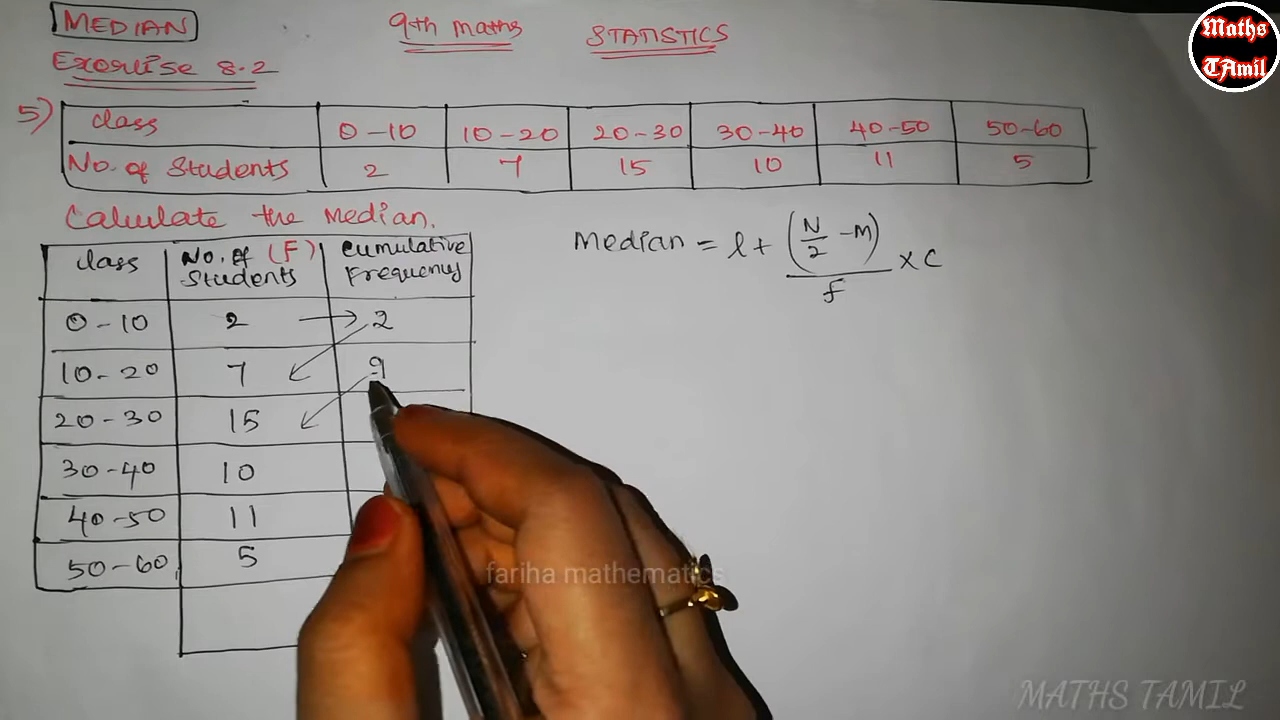 MEDIAN
9th maths STATISTICS
Maths TAmil
Exercise 8.2
5) class 0-10 10-20 20-30 30-40 40-50 50-60
No. of Students 2 7 15 10 11 5
Calculate the Median.
class No. of (F) Students Cumulative Frequency
Median = l + (N/2 - m)/f × c
0-10 2 2
10-20 7 9
20-30 15
30-40 10
40-50 11
50-60 5
fariha mathematics
MATHS TAMIL